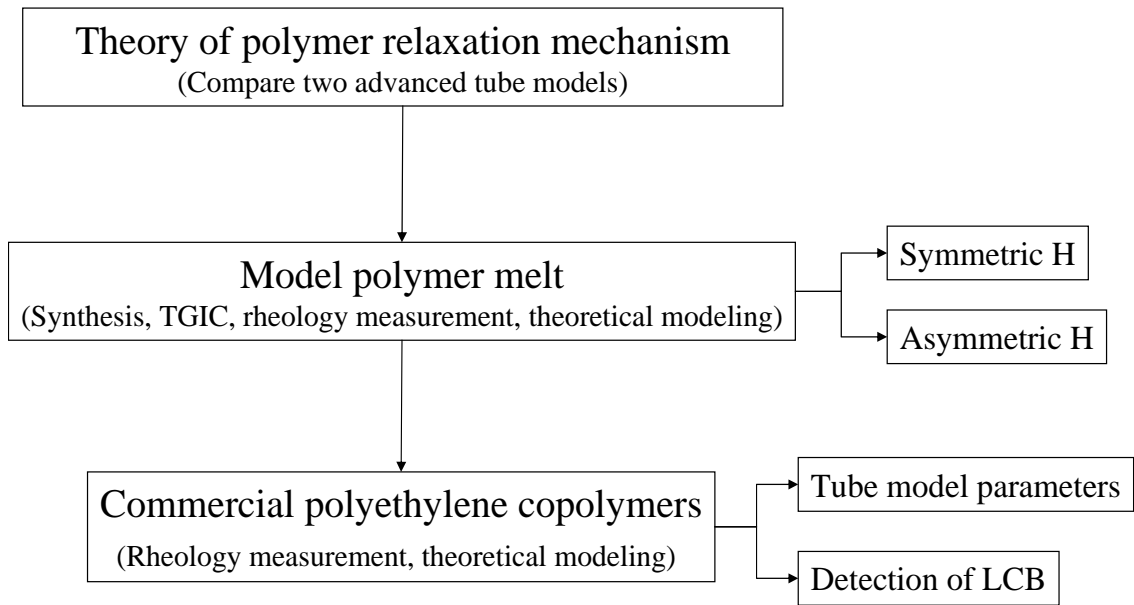 Theory of polymer relaxation mechanism
(Compare two advanced tube models)
Model polymer melt
(Synthesis, TGIC, rheology measurement, theoretical modeling)
Symmetric H
Asymmetric H
Commercial polyethylene copolymers
(Rheology measurement, theoretical modeling)
Tube model parameters
Detection of LCB